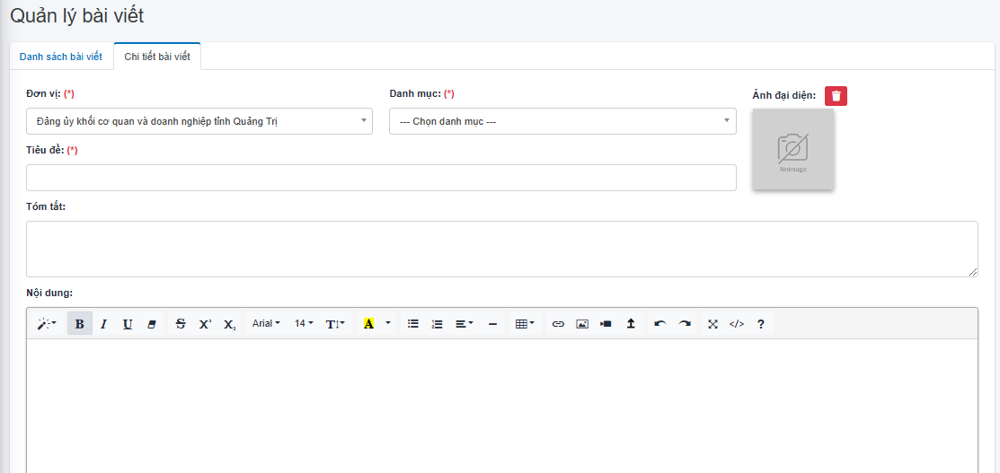 Quản lý bài viết
Danh sách bài viết
Chi tiết bài viết
Đơn vị: (*)
Danh mục: (*)
Ảnh đại diện:
Đảng ủy khối cơ quan và doanh nghiệp tỉnh Quảng Trị
--- Chọn danh mục ---
NoImage
Tiêu đề: (*)
Tóm tắt:
Nội dung:
B I U S X² X₂ Arial 14 T A </> ?